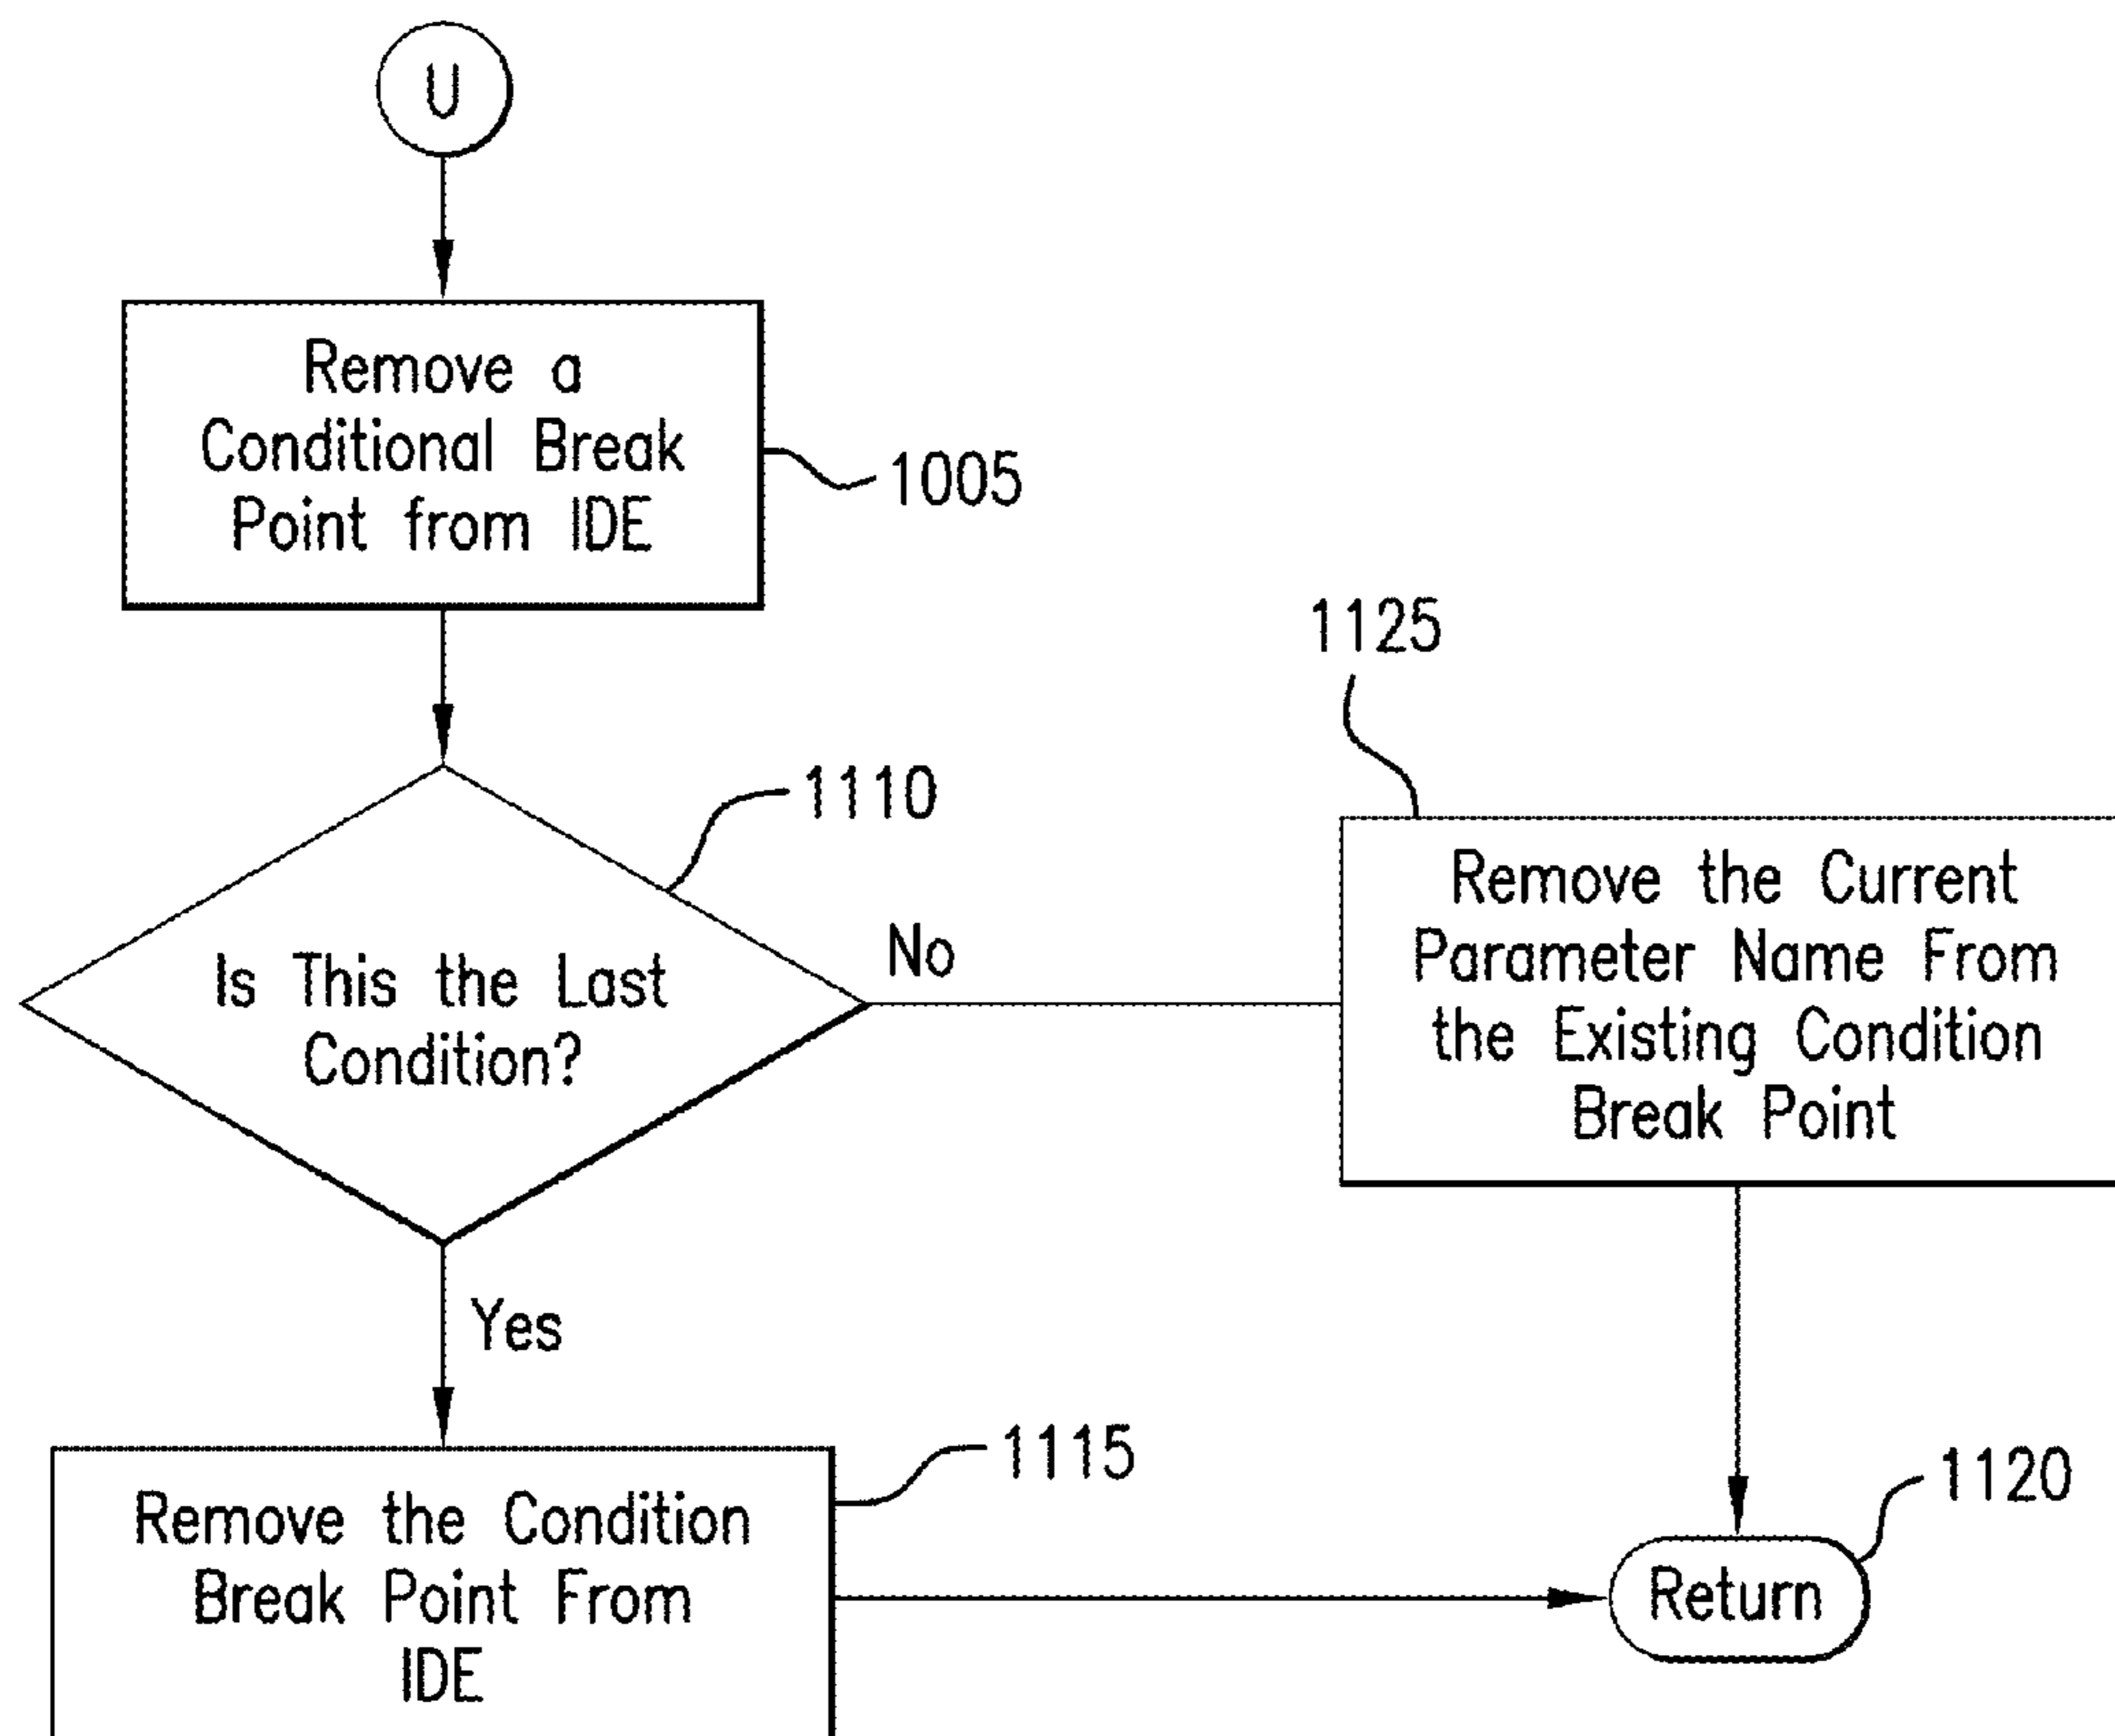 U
Remove a
Conditional Break
Point from IDE
1005
1125
1110
Is This the Last
Condition?
No
Remove the Current
Parameter Name From
the Existing Condition
Break Point
Yes
1115
Remove the Condition
Break Point From
IDE
1120
Return